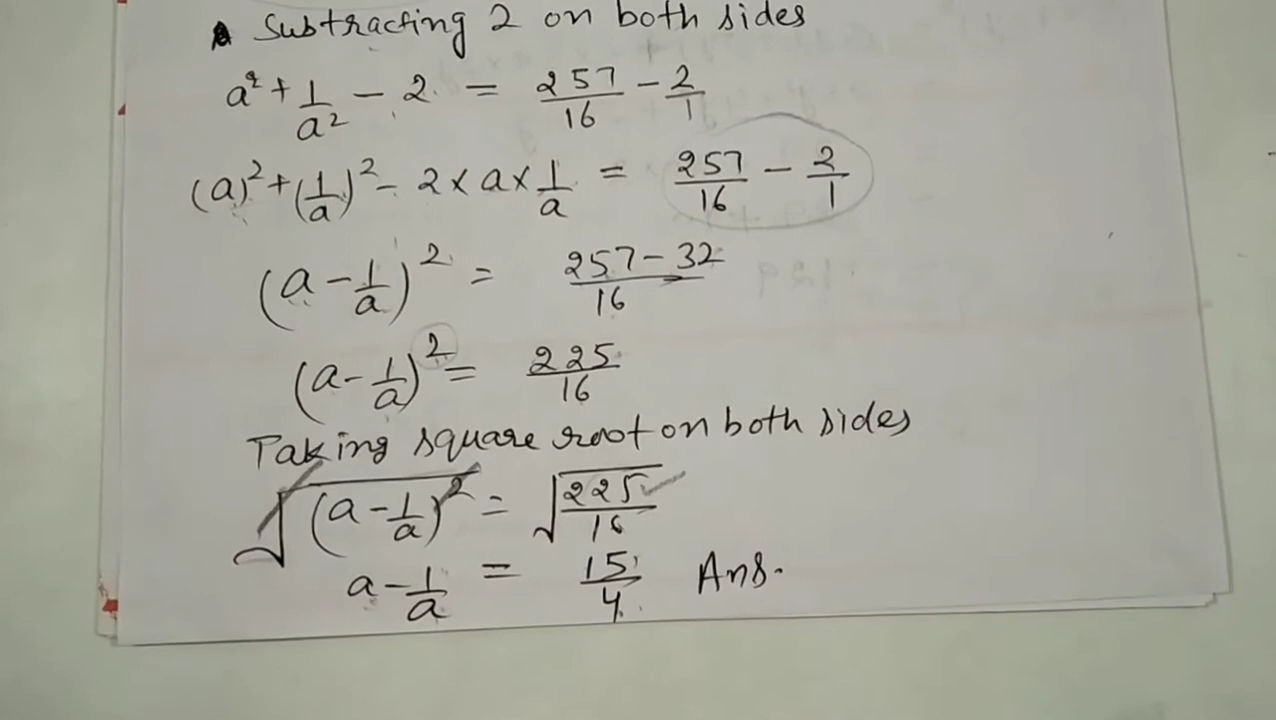 Subtracting 2 on both sides
a² + 1/a² - 2 = 257/16 - 2/1
(a)² + (1/a)² - 2 × a × 1/a = 257/16 - 2/1
(a - 1/a)² = 257 - 32/16
(a - 1/a)² = 225/16
Taking square root on both sides
√(a - 1/a)² = √225/16
a - 1/a = 15/4 Ans.